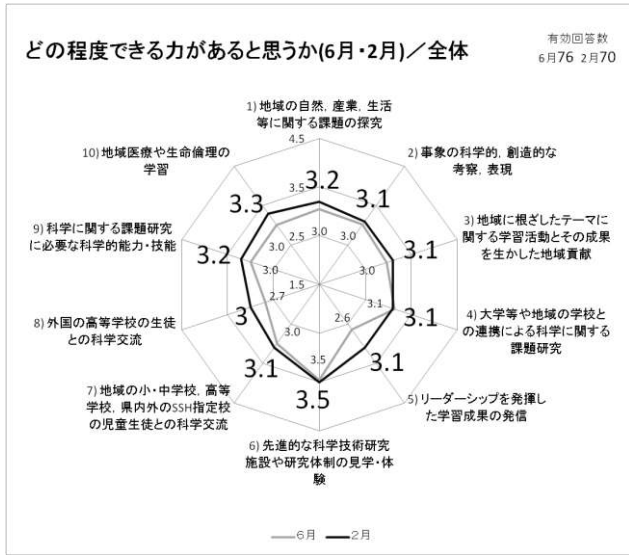 どの程度できる力があると思うか(6月・2月)／全体
有効回答数
6月76 2月70
1) 地域の自然，産業，生活
等に関する課題の探究
2) 事象の科学的，創造的な
考察，表現
3) 地域に根ざしたテーマに
関する学習活動とその成果
を生かした地域貢献
4) 大学等や地域の学校と
の連携による科学に関する
課題研究
5) リーダーシップを発揮し
た学習成果の発信
6) 先進的な科学技術研究
施設や研究体制の見学・体
験
7) 地域の小・中学校，高等
学校，県内外のSSH指定校
の児童生徒との科学交流
8) 外国の高等学校の生徒
との科学交流
9) 科学に関する課題研究
に必要な科学的能力・技能
10) 地域医療や生命倫理の
学習
4.5
3.5
2.5
1.5
3.2
3.1
3.1
3.1
3.1
3.5
3.1
3
3.2
3.3
3.0
3.0
3.0
3.1
2.6
3.5
3.0
2.7
3.0
3.0
6月
2月